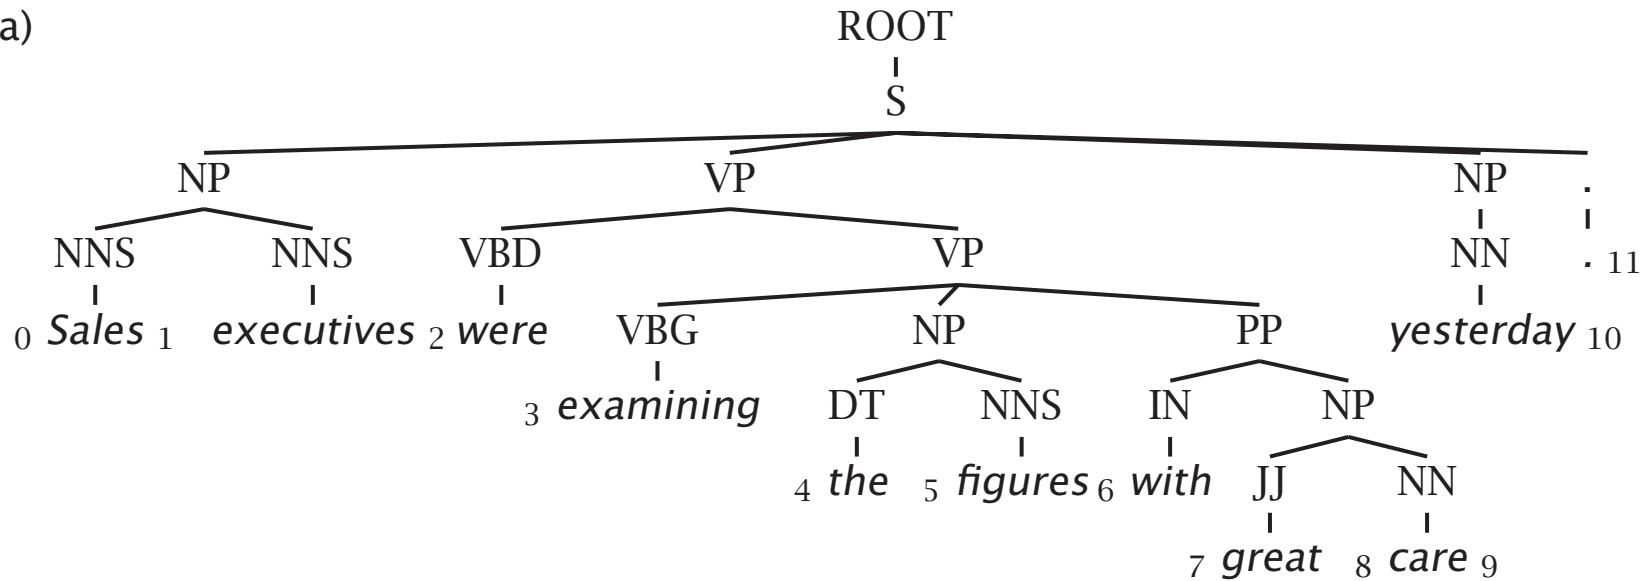 a) ROOT
S
NP VP NP .
NNS NNS VBD VP NN . 11
0 Sales 1 executives 2 were VBG NP PP yesterday 10
3 examining DT NNS IN NP
4 the 5 figures 6 with JJ NN
7 great 8 care 9